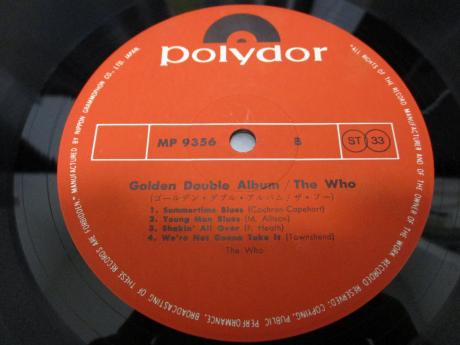 polydor
MP 9356 B ST 33
Golden Double Album / The Who
(ゴールデン・ダブル・アルバム/ザ・フー)
1. Summertime Blues (Cochran-Capehart)
2. Young Man Blues (M. Allison)
3. Shakin' All Over (J. Heath)
4. We're Not Gonna Take It (Townshend)
The Who
MANUFACTURED BY NIPPON GRAMMOPHON CO., LTD. JAPAN.
"ALL RIGHTS OF THE RECORD MANUFACTURER AND OF THE OWNER OF THE WORK RECORDED RESERVED: COPYING, PUBLIC PERFORMANCE, BROADCASTING OF THESE RECORDS ARE FORBIDDEN"